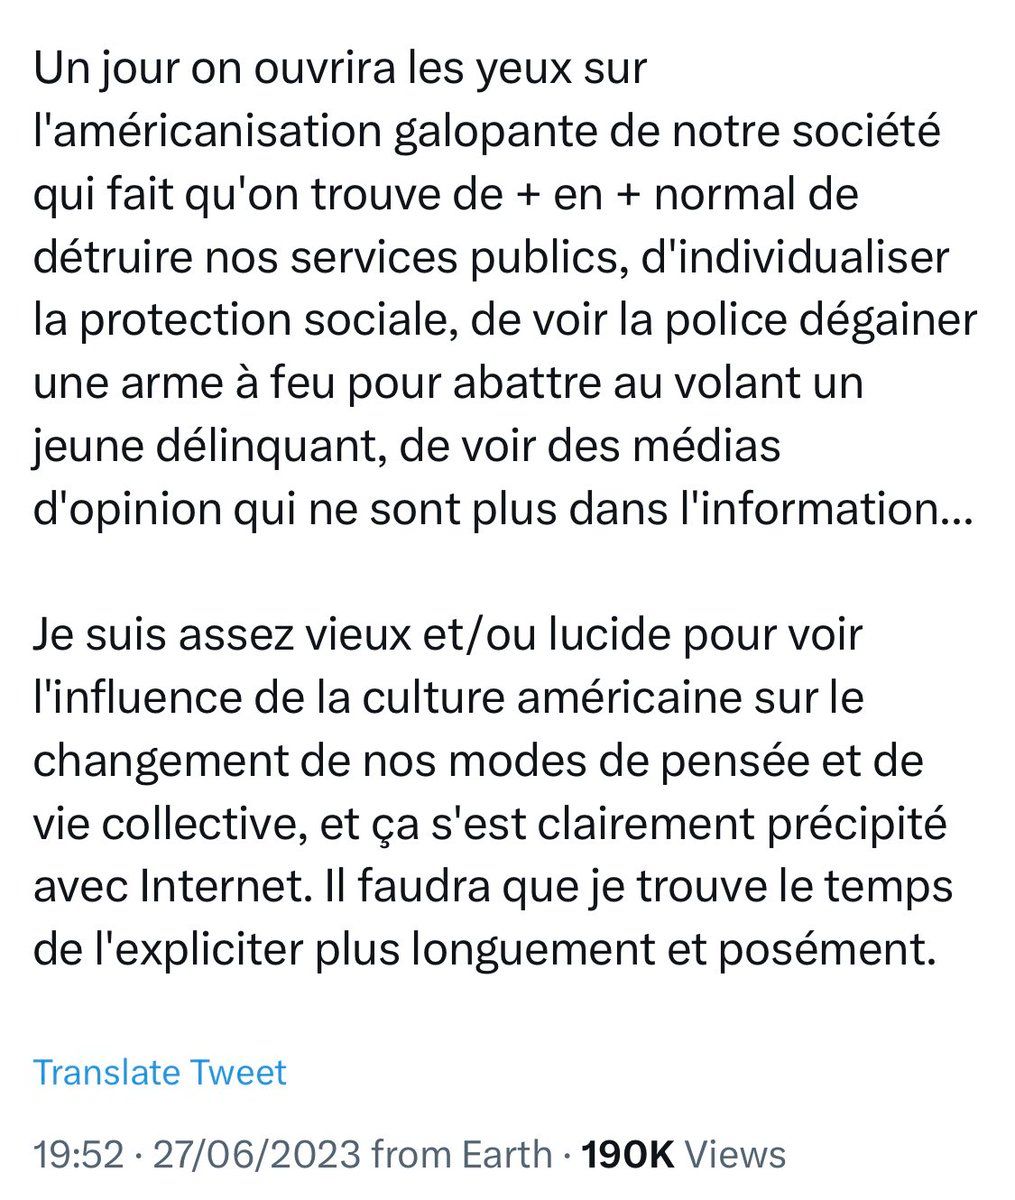 Un jour on ouvrira les yeux sur
l'américanisation galopante de notre société
qui fait qu'on trouve de + en + normal de
détruire nos services publics, d'individualiser
la protection sociale, de voir la police dégainer
une arme à feu pour abattre au volant un
jeune délinquant, de voir des médias
d'opinion qui ne sont plus dans l'information...
Je suis assez vieux et/ou lucide pour voir
l'influence de la culture américaine sur le
changement de nos modes de pensée et de
vie collective, et ça s'est clairement précipité
avec Internet. Il faudra que je trouve le temps
de l'expliciter plus longuement et posément.
Translate Tweet
19:52 · 27/06/2023 from Earth · 190K Views